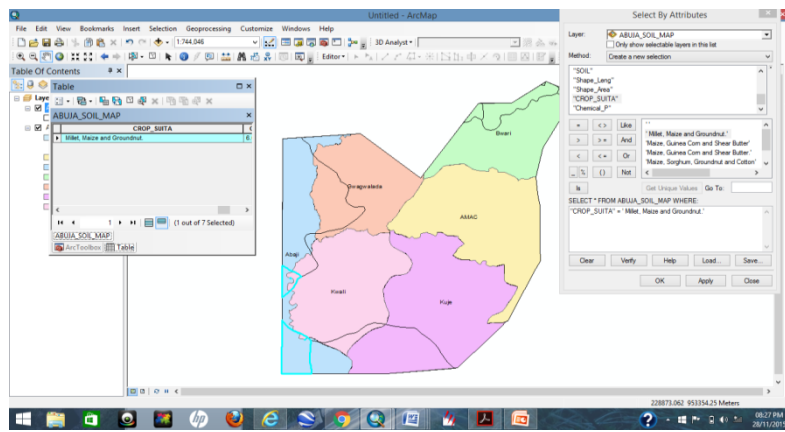 Untitled - ArcMap
File Edit View Bookmarks Insert Selection Geoprocessing Customize Windows Help
1:744,046
3D Analyst
Editor
Table Of Contents
Laye
Table
ABUJA_SOIL_MAP
CROP_SUITA
Millet, Maize and Groundnut.
1
(1 out of 7 Selected)
ABUJA_SOIL_MAP
ArcToolbox Table
Bwari
Gwagwalada
AMAC
Abaji
Kwali
Kuje
Select By Attributes
Layer: ABUJA_SOIL_MAP
Only show selectable layers in this list
Method: Create a new selection
"SOIL"
"Shape_Leng"
"Shape_Area"
"CROP_SUITA"
"Chemical_P"
= < > Like
> > = And
< < = Or
_ % ( ) Not
Is
' '
' Millet, Maize and Groundnut.'
'Maize, Guinea Corn and Shear Butter'
'Maize, Guinea Corn and Shear Butter.'
'Maize, Sorghum, Groundnut and Cotton'
Get Unique Values Go To:
SELECT * FROM ABUJA_SOIL_MAP WHERE:
"CROP_SUITA" = ' Millet, Maize and Groundnut.'
Clear Verify Help Load... Save...
OK Apply Close
228873.062 953354.25 Meters
08:27 PM
28/11/2015